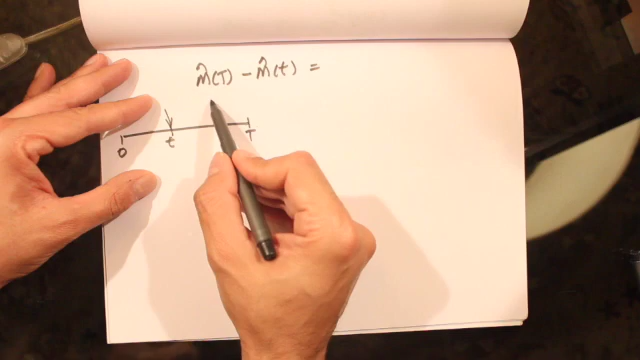 m̂(T) - m̂(t) =
0 t T